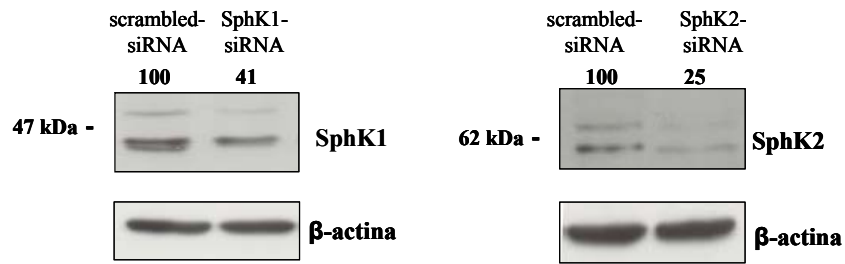 scrambled-
siRNA
100
SphK1-
siRNA
41
47 kDa -
SphK1
β-actina
scrambled-
siRNA
100
SphK2-
siRNA
25
62 kDa -
SphK2
β-actina